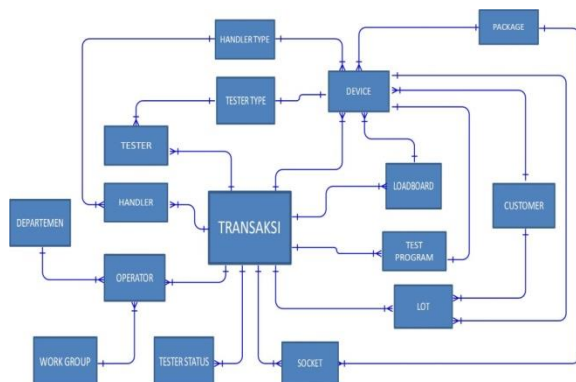 PACKAGE
HANDLER TYPE
DEVICE
TESTER TYPE
TESTER
LOADBOARD
HANDLER
CUSTOMER
DEPARTEMEN
TRANSAKSI
TEST
PROGRAM
OPERATOR
LOT
WORK GROUP
TESTER STATUS
SOCKET